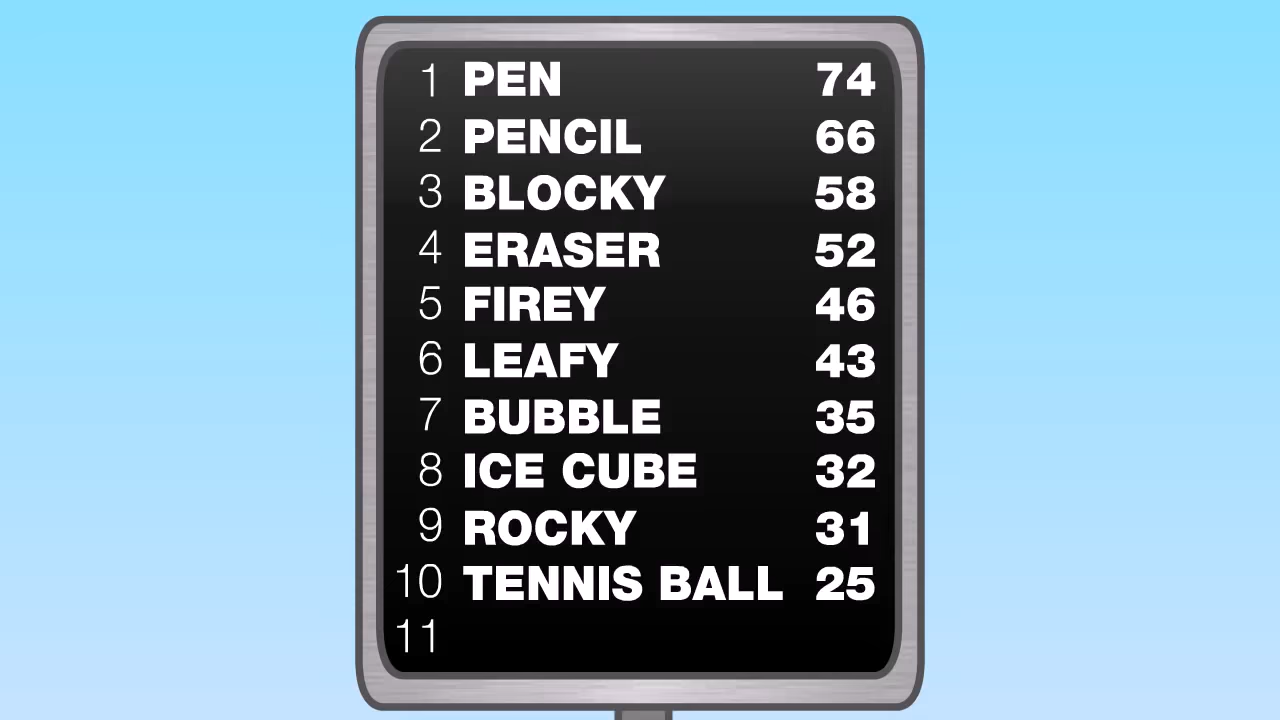 1 PEN 74
2 PENCIL 66
3 BLOCKY 58
4 ERASER 52
5 FIREY 46
6 LEAFY 43
7 BUBBLE 35
8 ICE CUBE 32
9 ROCKY 31
10 TENNIS BALL 25
11